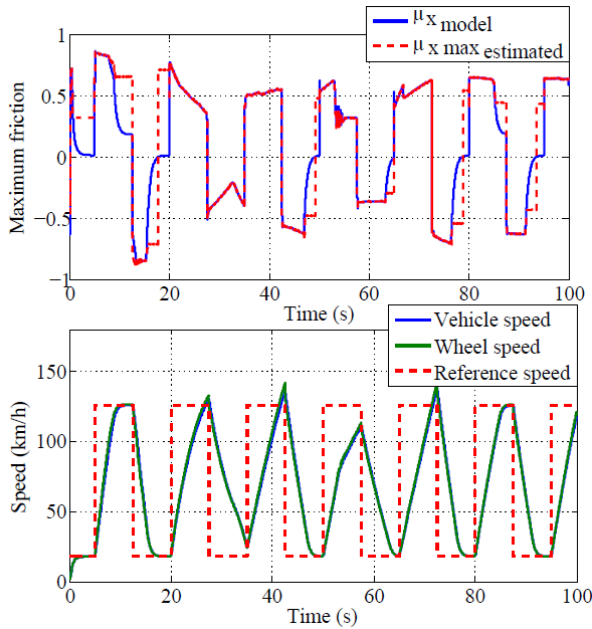 μ x model
μ x max estimated
Maximum friction
1
0.5
0
−0.5
−1
0 20 40 60 80 100
Time (s)
Vehicle speed
Wheel speed
Reference speed
Speed (km/h)
150
100
50
0
0 20 40 60 80 100
Time (s)